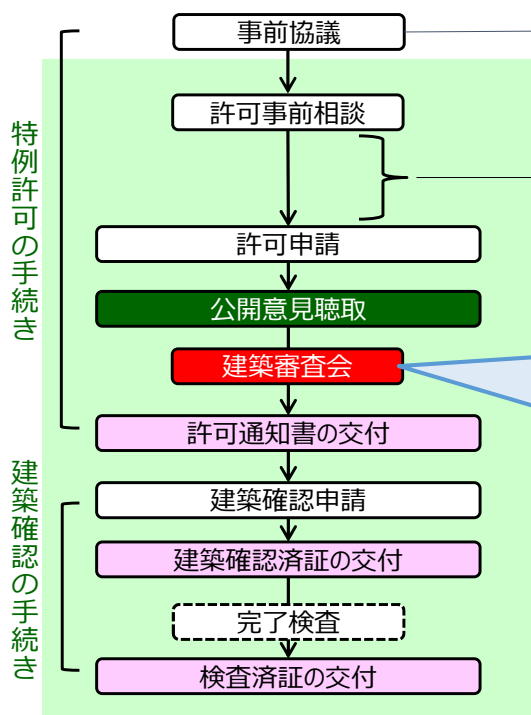 事前協議
許可事前相談
特例許可の手続き
許可申請
公開意見聴取
建築審査会
許可通知書の交付
建築確認の手続き
建築確認申請
建築確認済証の交付
完了検査
検査済証の交付